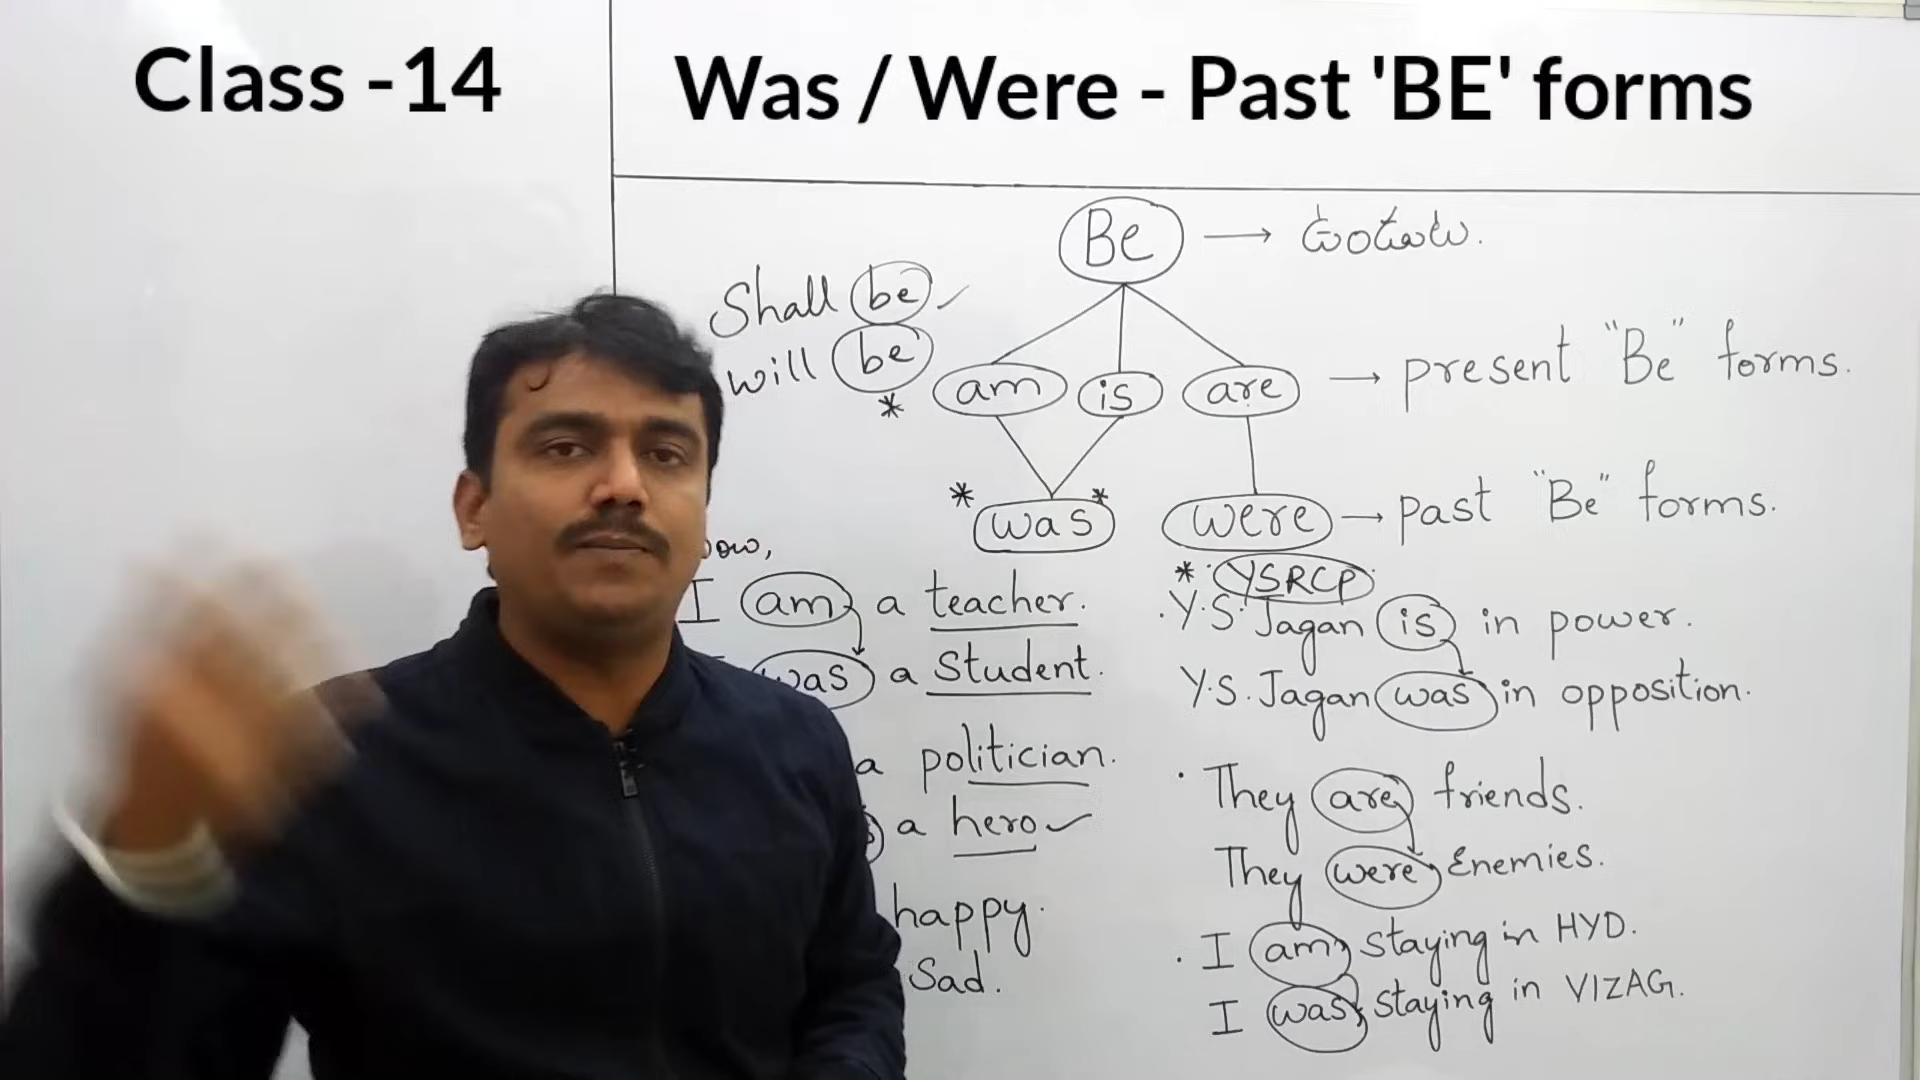 Class -14
Was / Were - Past 'BE' forms
Be → ఉండుట.
Shall be ✓
will be
*
am is are → present "Be" forms.
* was * were → past "Be" forms.
I am a teacher.
was a Student.
a politician.
a hero ✓
happy.
Sad.
* YSRCP
. Y.S. Jagan is in power.
Y.S. Jagan was in opposition.
. They are friends.
They were Enemies.
. I am staying in HYD.
I was staying in VIZAG.